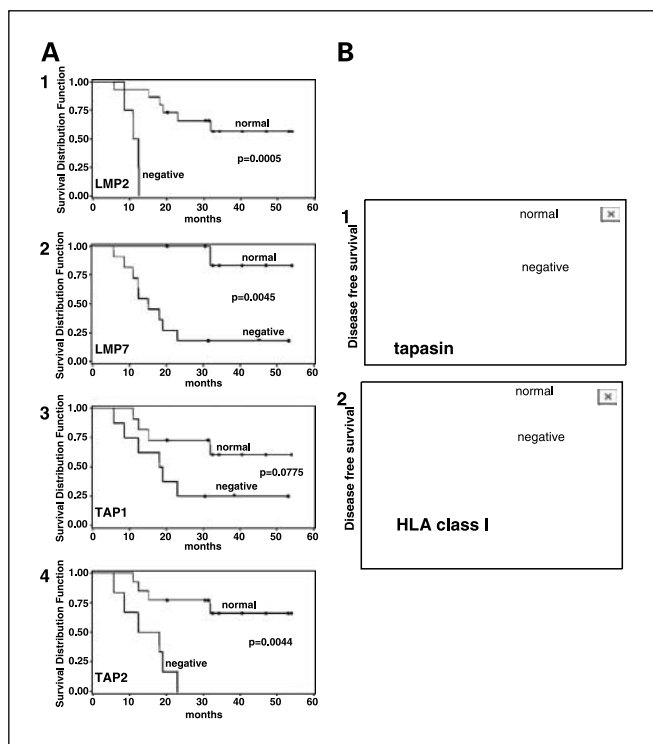 A
1
Survival Distribution Function
1.00
0.75
0.50
0.25
0.00
normal
p=0.0005
negative
LMP2
0 10 20 30 40 50 60
months
2
Survival Distribution Function
1.00
0.75
0.50
0.25
0.00
normal
p=0.0045
negative
LMP7
0 10 20 30 40 50 60
months
3
Survival Distribution Function
1.00
0.75
0.50
0.25
0.00
normal
p=0.0775
negative
TAP1
0 10 20 30 40 50 60
months
4
Survival Distribution Function
1.00
0.75
0.50
0.25
0.00
normal
p=0.0044
negative
TAP2
0 10 20 30 40 50 60
months
B
1
Disease free survival
normal
negative
tapasin
2
Disease free survival
normal
negative
HLA class I